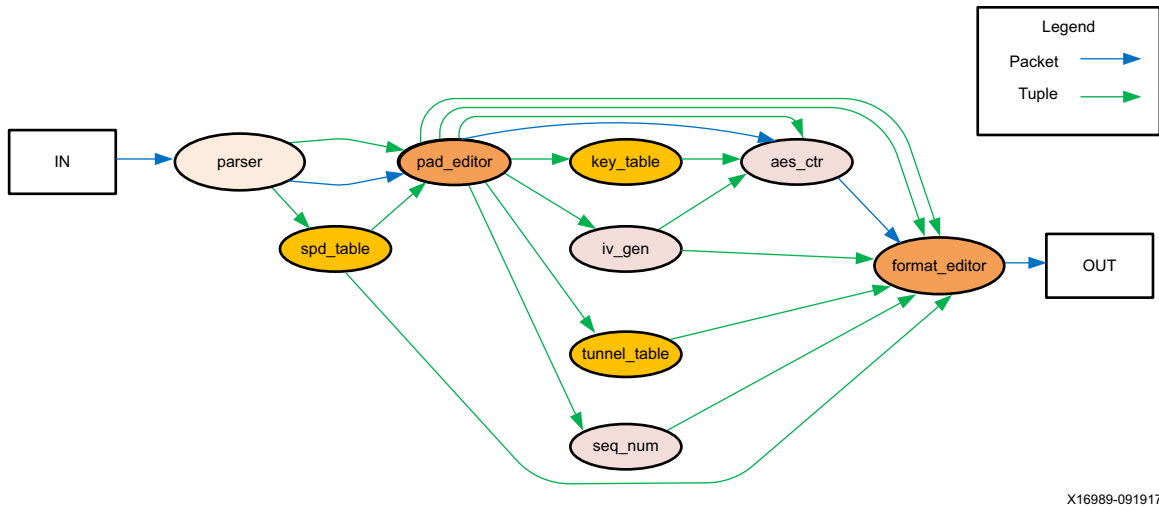 Legend
Packet
Tuple
IN
parser
pad_editor
key_table
aes_ctr
spd_table
iv_gen
format_editor
OUT
tunnel_table
seq_num
X16989-091917